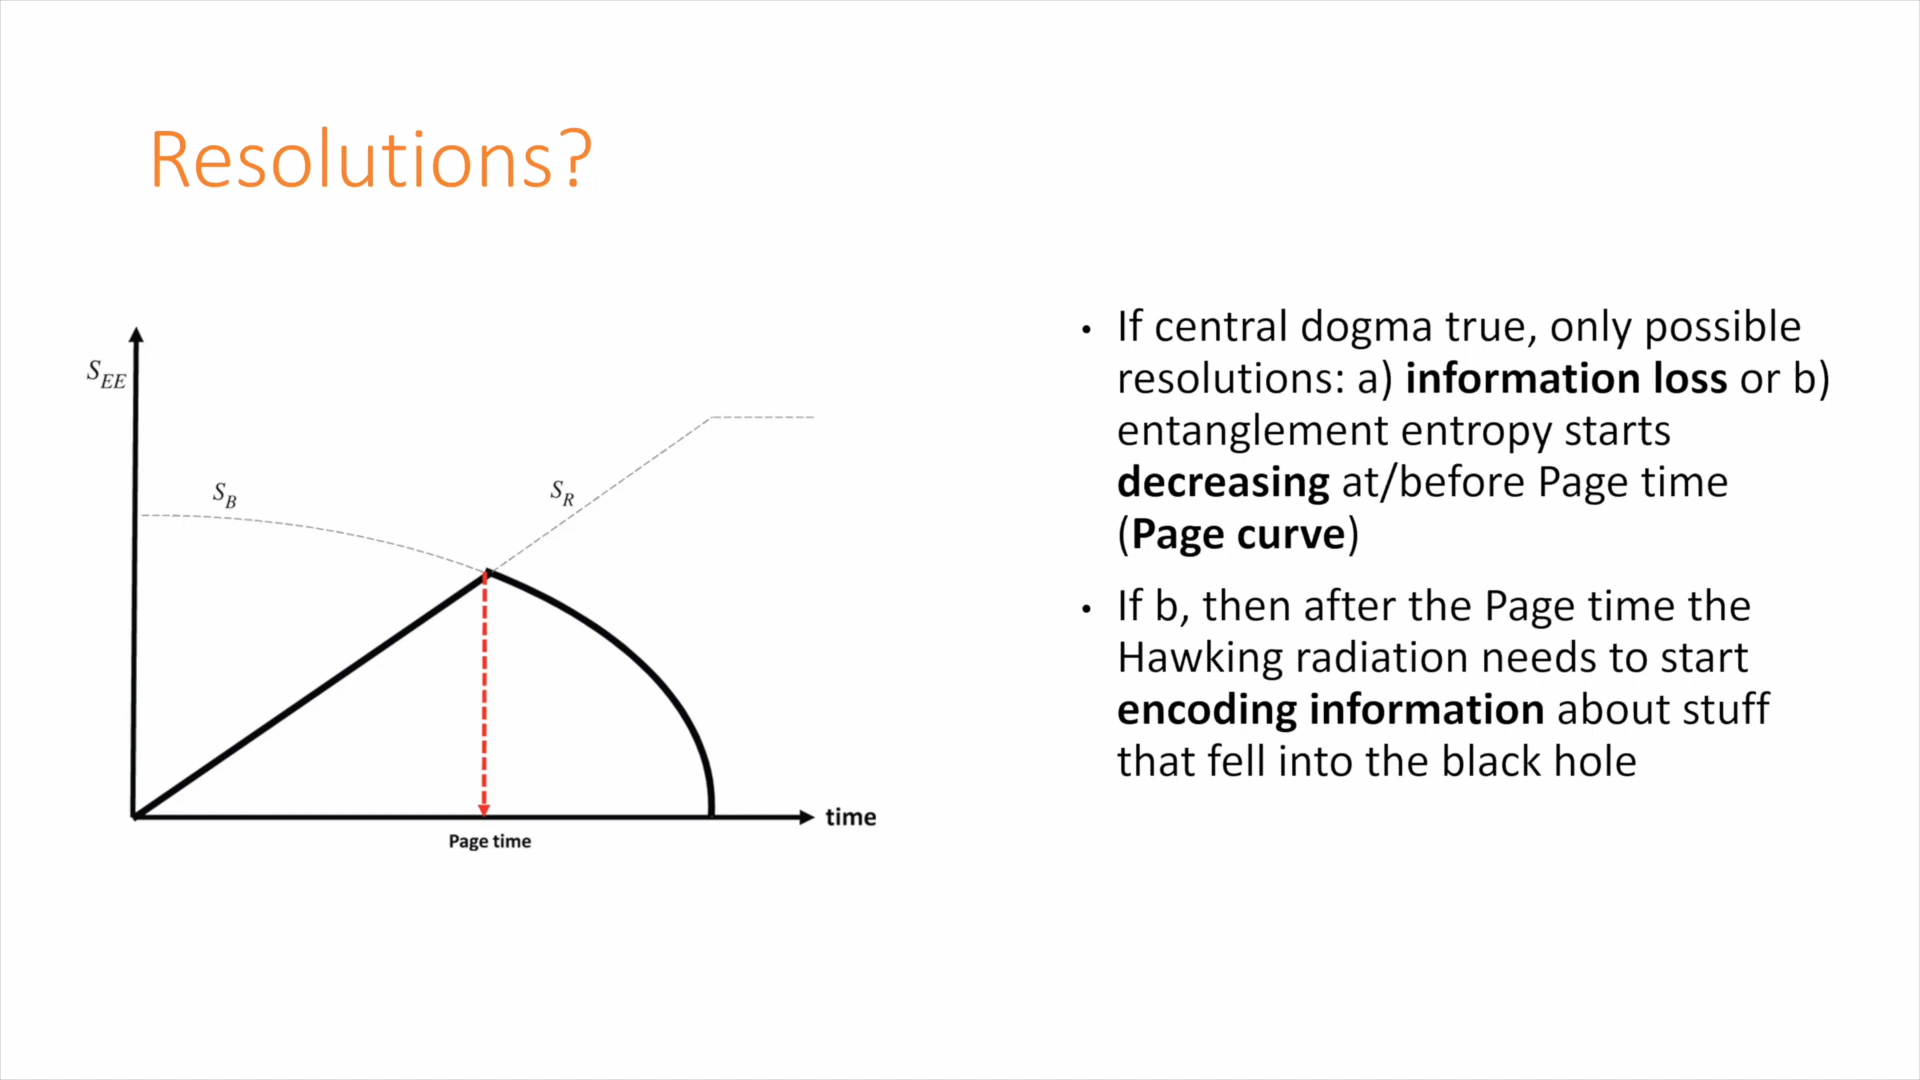 Resolutions?
S_EE
S_B
S_R
time
Page time
• If central dogma true, only possible
resolutions: a) information loss or b)
entanglement entropy starts
decreasing at/before Page time
(Page curve)
• If b, then after the Page time the
Hawking radiation needs to start
encoding information about stuff
that fell into the black hole